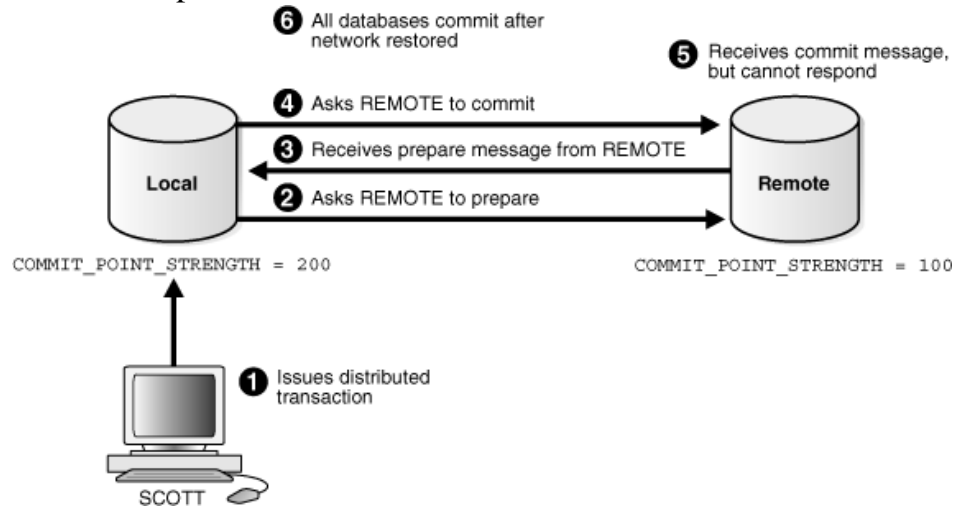 6 All databases commit after
network restored
5 Receives commit message,
but cannot respond
4 Asks REMOTE to commit
3 Receives prepare message from REMOTE
Local
Remote
2 Asks REMOTE to prepare
COMMIT_POINT_STRENGTH = 200
COMMIT_POINT_STRENGTH = 100
1 Issues distributed
transaction
SCOTT